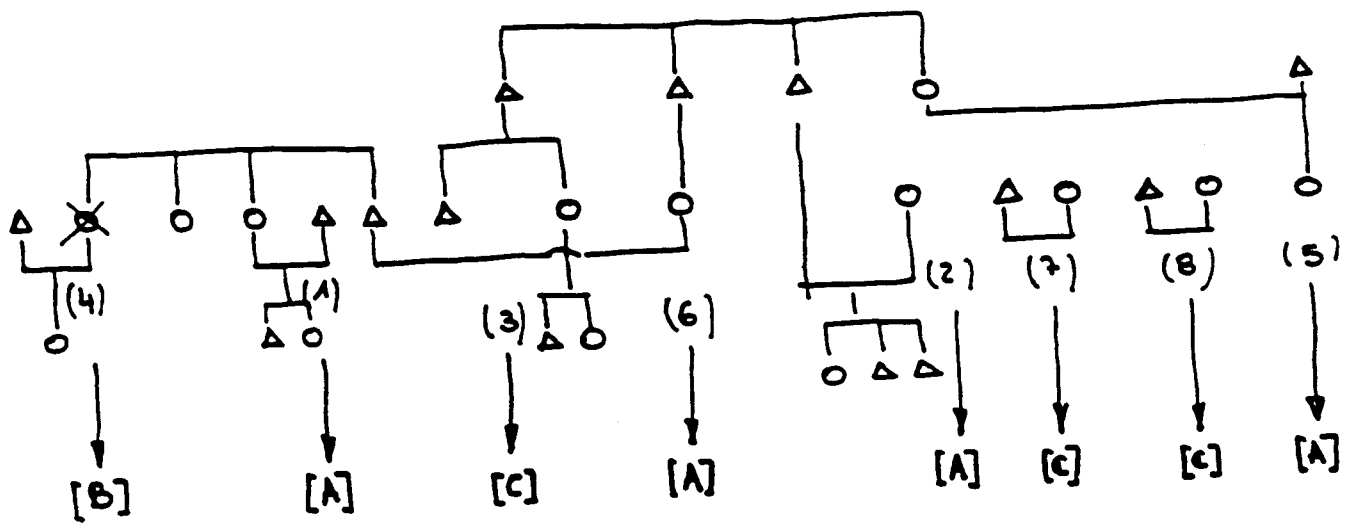 (4) (1) (3) (6) (2) (7) (8) (5)
[B] [A] [C] [A] [A] [C] [C] [A]